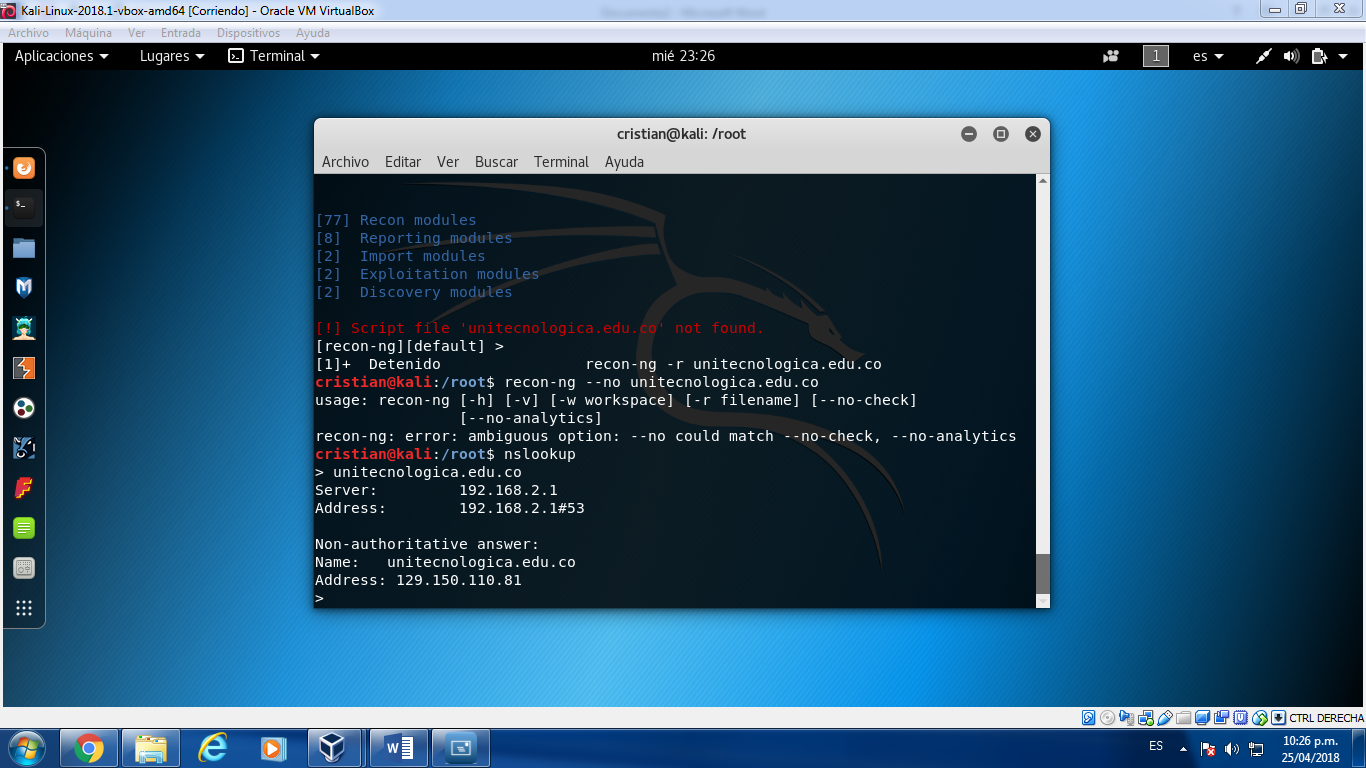 Kali-Linux-2018.1-vbox-amd64 [Corriendo] - Oracle VM VirtualBox
Archivo Máquina Ver Entrada Dispositivos Ayuda
Aplicaciones Lugares Terminal mié 23:26 1 es
cristian@kali: /root
Archivo Editar Ver Buscar Terminal Ayuda
[77] Recon modules
[8]  Reporting modules
[2]  Import modules
[2]  Exploitation modules
[2]  Discovery modules
[!] Script file 'unitecnologica.edu.co' not found.
[recon-ng][default] >
[1]+  Detenido                recon-ng -r unitecnologica.edu.co
cristian@kali:/root$ recon-ng --no unitecnologica.edu.co
usage: recon-ng [-h] [-v] [-w workspace] [-r filename] [--no-check]
                [--no-analytics]
recon-ng: error: ambiguous option: --no could match --no-check, --no-analytics
cristian@kali:/root$ nslookup
> unitecnologica.edu.co
Server:         192.168.2.1
Address:        192.168.2.1#53
Non-authoritative answer:
Name:   unitecnologica.edu.co
Address: 129.150.110.81
>
CTRL DERECHA
ES 10:26 p.m.
25/04/2018